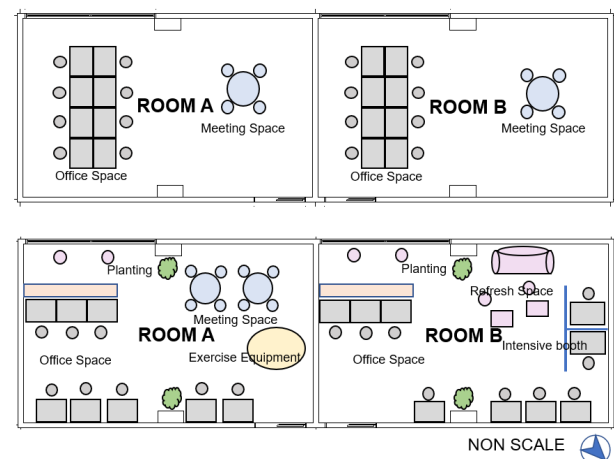 ROOM A
Meeting Space
Office Space
ROOM B
Meeting Space
Office Space
Planting
Meeting Space
ROOM A
Exercise Equipment
Office Space
Planting
Refresh Space
ROOM B
Intensive booth
Office Space
NON SCALE